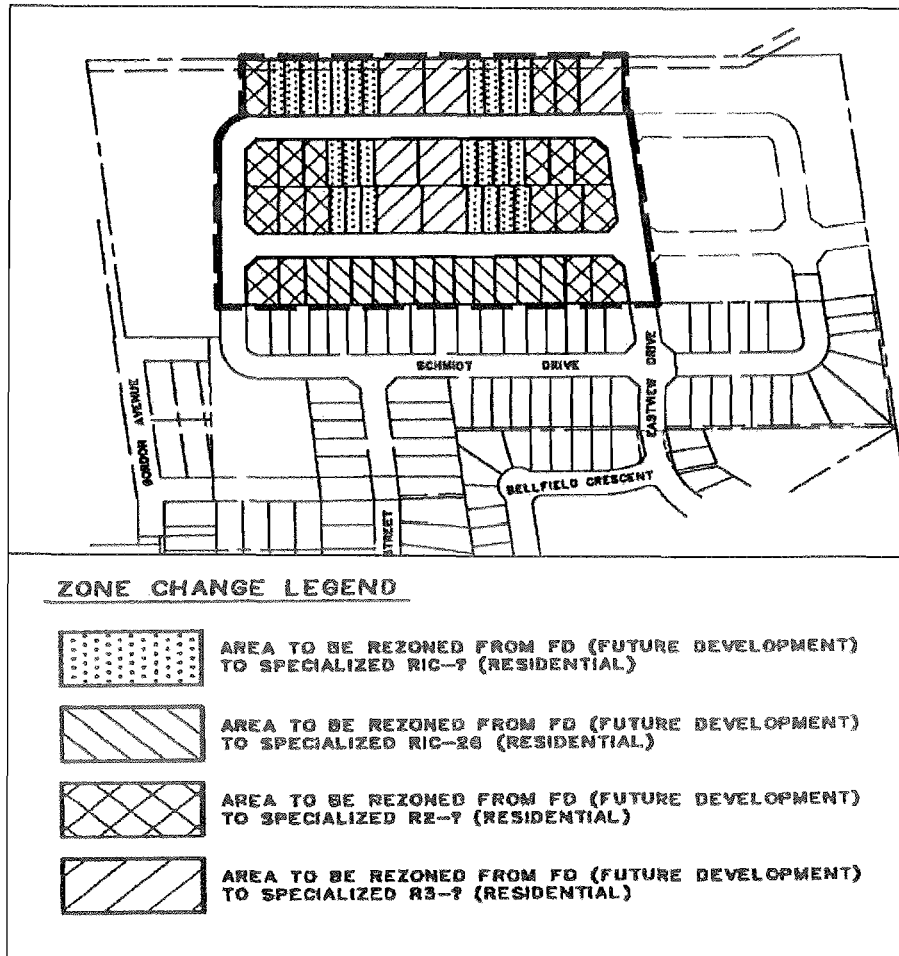 SCHMIDT DRIVE
EASTVIEW DRIVE
GORDON AVENUE
BELLFIELD CRESCENT
STREET
ZONE CHANGE LEGEND
AREA TO BE REZONED FROM FD (FUTURE DEVELOPMENT)
TO SPECIALIZED R1C-? (RESIDENTIAL)
AREA TO BE REZONED FROM FD (FUTURE DEVELOPMENT)
TO SPECIALIZED R1C-26 (RESIDENTIAL)
AREA TO BE REZONED FROM FD (FUTURE DEVELOPMENT)
TO SPECIALIZED R2-? (RESIDENTIAL)
AREA TO BE REZONED FROM FD (FUTURE DEVELOPMENT)
TO SPECIALIZED R3-? (RESIDENTIAL)